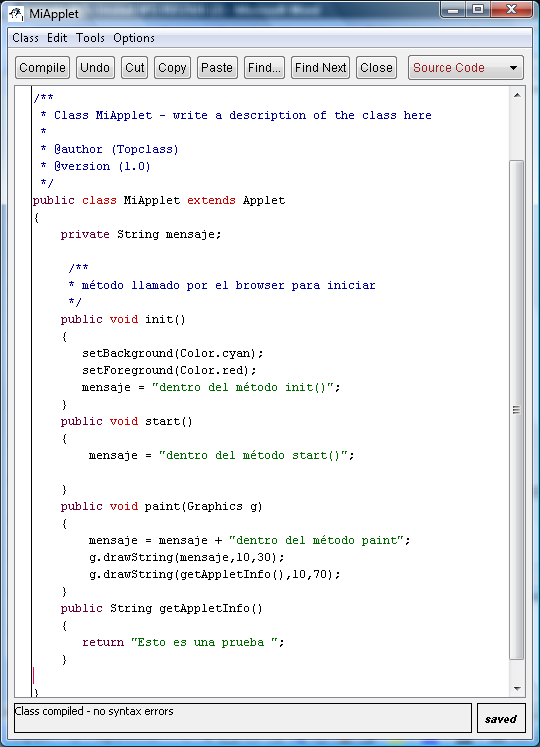 MiApplet
Class Edit Tools Options
Compile Undo Cut Copy Paste Find... Find Next Close Source Code
/**
 * Class MiApplet - write a description of the class here
 *
 * @author (Topclass)
 * @version (1.0)
 */
public class MiApplet extends Applet
{
    private String mensaje;
     /**
     * método llamado por el browser para iniciar
     */
    public void init()
    {
       setBackground(Color.cyan);
       setForeground(Color.red);
       mensaje = "dentro del método init()";
    }
    public void start()
    {
        mensaje = "dentro del método start()";
    }
    public void paint(Graphics g)
    {
        mensaje = mensaje + "dentro del método paint";
        g.drawString(mensaje,10,30);
        g.drawString(getAppletInfo(),10,70);
    }
    public String getAppletInfo()
    {
       return "Esto es una prueba ";
    }
}
Class compiled - no syntax errors
saved